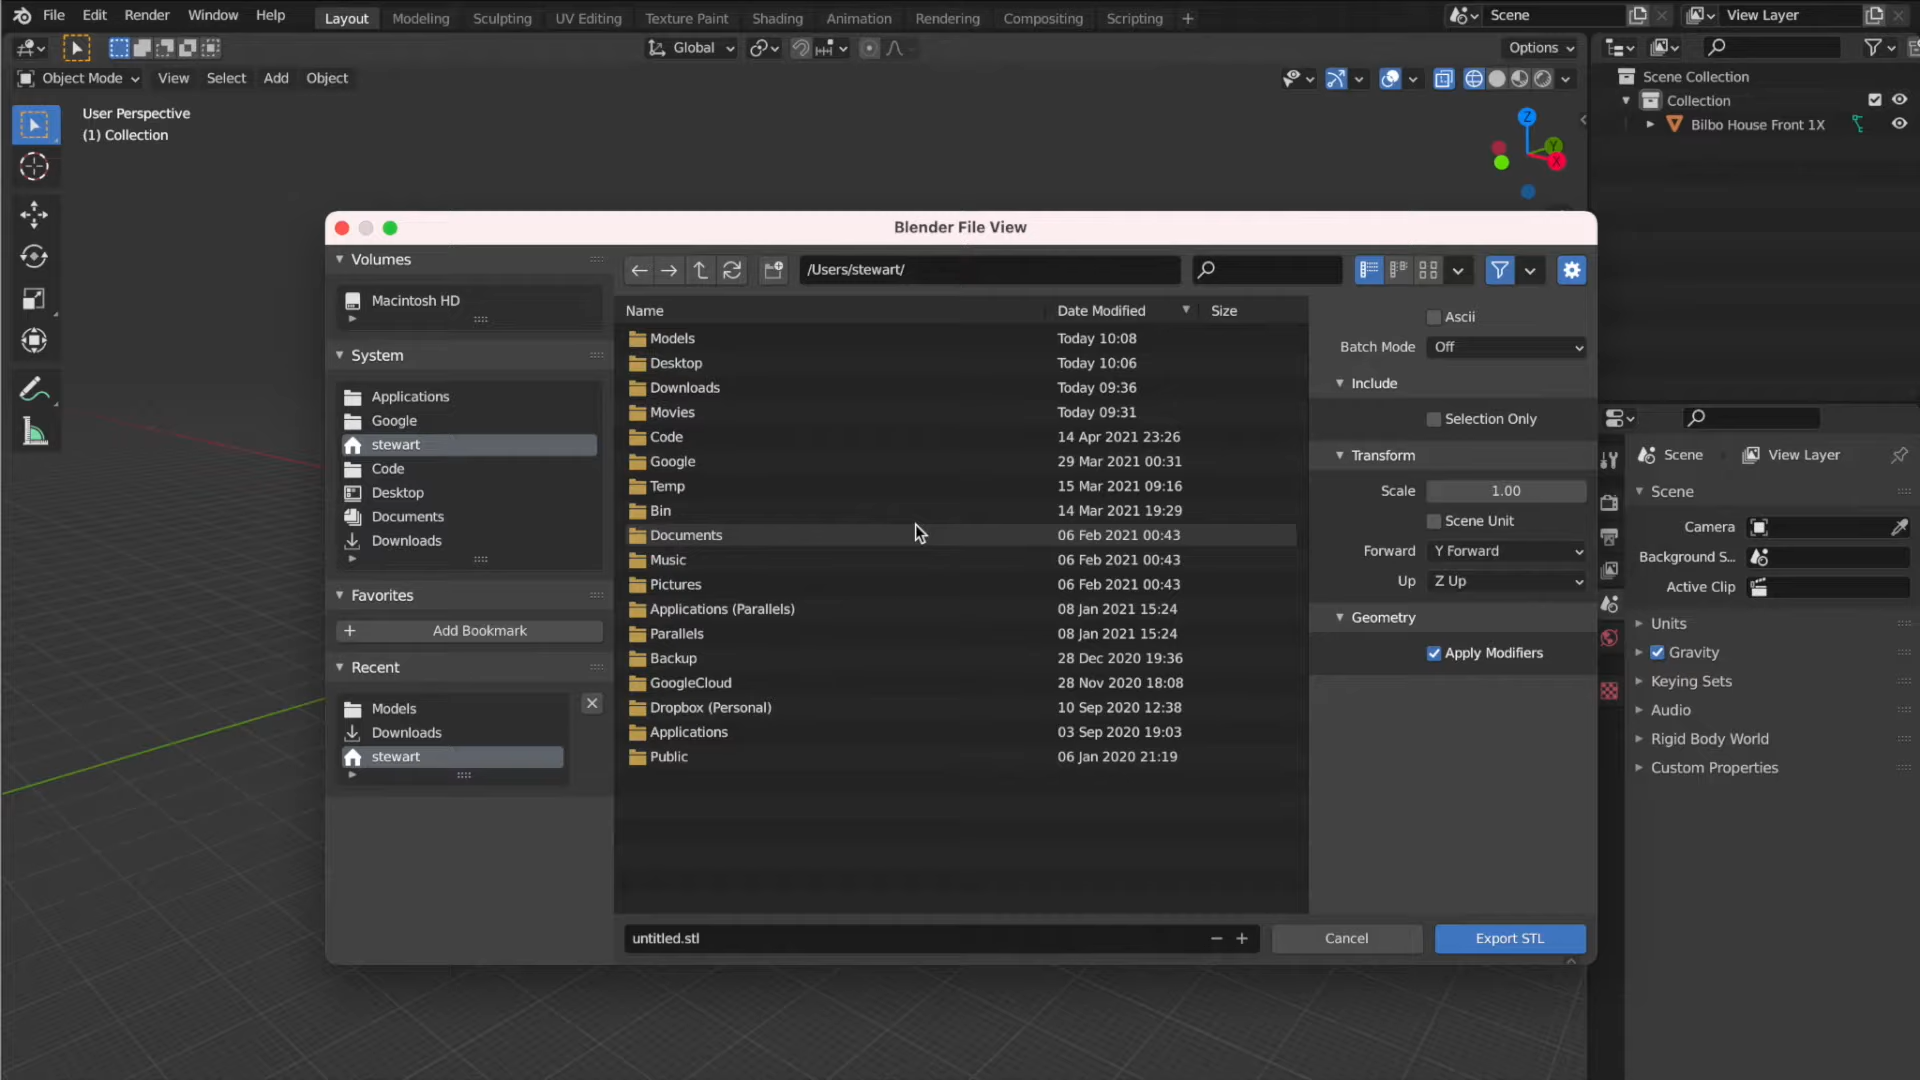 File Edit Render Window Help Layout Modeling Sculpting UV Editing Texture Paint Shading Animation Rendering Compositing Scripting + Scene View Layer
Global Options
Object Mode View Select Add Object
User Perspective
(1) Collection
Z
Y
X
Scene Collection
Collection
Bilbo House Front 1X
Blender File View
Volumes
Macintosh HD
System
Applications
Google
stewart
Code
Desktop
Documents
Downloads
Favorites
+ Add Bookmark
Recent
Models
Downloads
stewart
/Users/stewart/
Name Date Modified Size
Models Today 10:08
Desktop Today 10:06
Downloads Today 09:36
Movies Today 09:31
Code 14 Apr 2021 23:26
Google 29 Mar 2021 00:31
Temp 15 Mar 2021 09:16
Bin 14 Mar 2021 19:29
Documents 06 Feb 2021 00:43
Music 06 Feb 2021 00:43
Pictures 06 Feb 2021 00:43
Applications (Parallels) 08 Jan 2021 15:24
Parallels 08 Jan 2021 15:24
Backup 28 Dec 2020 19:36
GoogleCloud 28 Nov 2020 18:08
Dropbox (Personal) 10 Sep 2020 12:38
Applications 03 Sep 2020 19:03
Public 06 Jan 2020 21:19
Ascii
Batch Mode Off
Include
Selection Only
Transform
Scale 1.00
Scene Unit
Forward Y Forward
Up Z Up
Geometry
Apply Modifiers
untitled.stl − + Cancel Export STL
Scene View Layer
Scene
Camera
Background S...
Active Clip
Units
Gravity
Keying Sets
Audio
Rigid Body World
Custom Properties